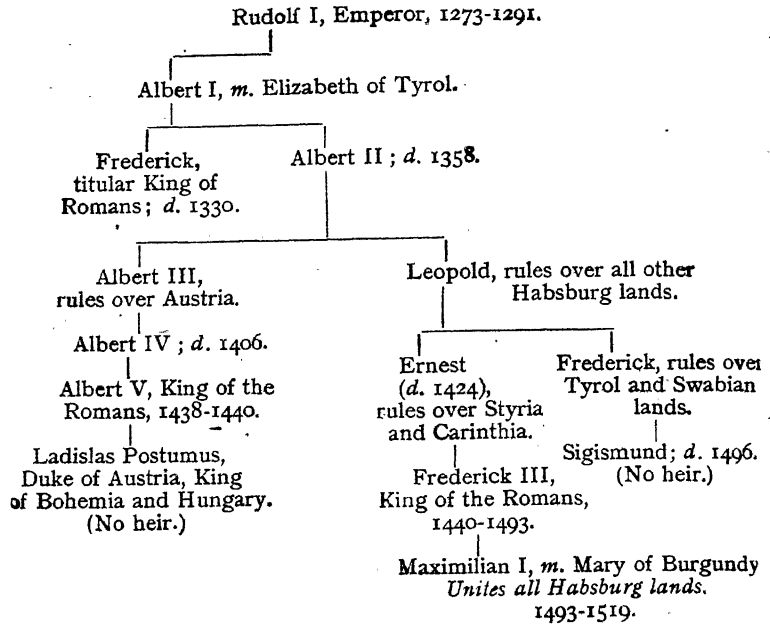 Rudolf I, Emperor, 1273-1291.
Albert I, m. Elizabeth of Tyrol.
Frederick,
titular King of
Romans; d. 1330.
Albert II ; d. 1358.
Albert III,
rules over Austria.
Leopold, rules over all other
Habsburg lands.
Albert IV ; d. 1406.
Albert V, King of the
Romans, 1438-1440.
Ladislas Postumus,
Duke of Austria, King
of Bohemia and Hungary.
(No heir.)
Ernest
(d. 1424),
rules over Styria
and Carinthia.
Frederick, rules over
Tyrol and Swabian
lands.
Sigismund; d. 1496.
(No heir.)
Frederick III,
King of the Romans,
1440-1493.
Maximilian I, m. Mary of Burgundy
Unites all Habsburg lands.
1493-1519.